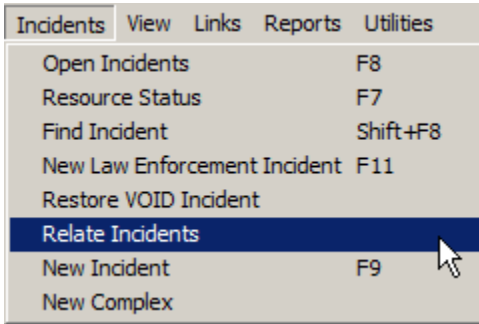 Incidents View Links Reports Utilities
Open Incidents F8
Resource Status F7
Find Incident Shift+F8
New Law Enforcement Incident F11
Restore VOID Incident
Relate Incidents
New Incident F9
New Complex